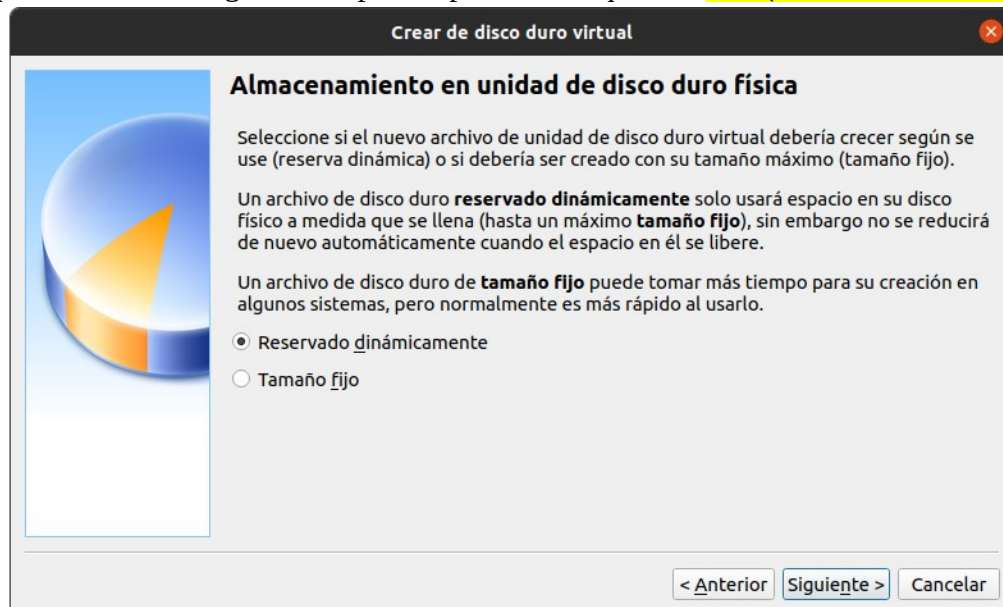 Crear de disco duro virtual
Almacenamiento en unidad de disco duro física
Seleccione si el nuevo archivo de unidad de disco duro virtual debería crecer según se
use (reserva dinámica) o si debería ser creado con su tamaño máximo (tamaño fijo).
Un archivo de disco duro reservado dinámicamente solo usará espacio en su disco
físico a medida que se llena (hasta un máximo tamaño fijo), sin embargo no se reducirá
de nuevo automáticamente cuando el espacio en él se libere.
Un archivo de disco duro de tamaño fijo puede tomar más tiempo para su creación en
algunos sistemas, pero normalmente es más rápido al usarlo.
Reservado dinámicamente
Tamaño fijo
< Anterior Siguiente > Cancelar